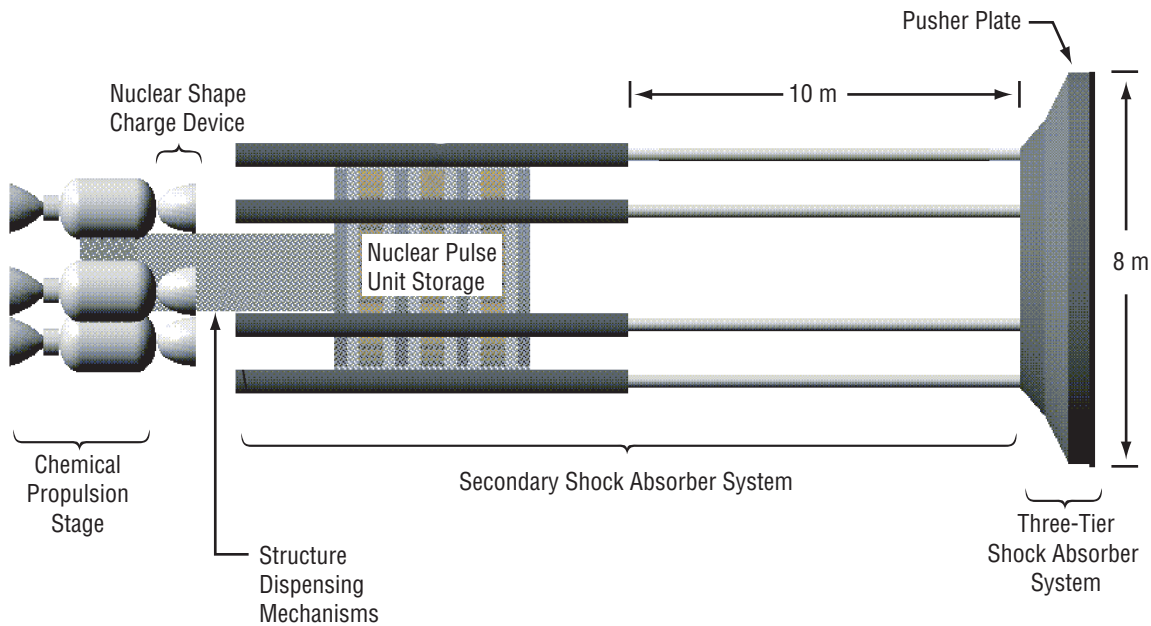 Pusher Plate
10 m
Nuclear Shape
Charge Device
Nuclear Pulse
Unit Storage
8 m
Chemical
Propulsion
Stage
Secondary Shock Absorber System
Three-Tier
Shock Absorber
System
Structure
Dispensing
Mechanisms